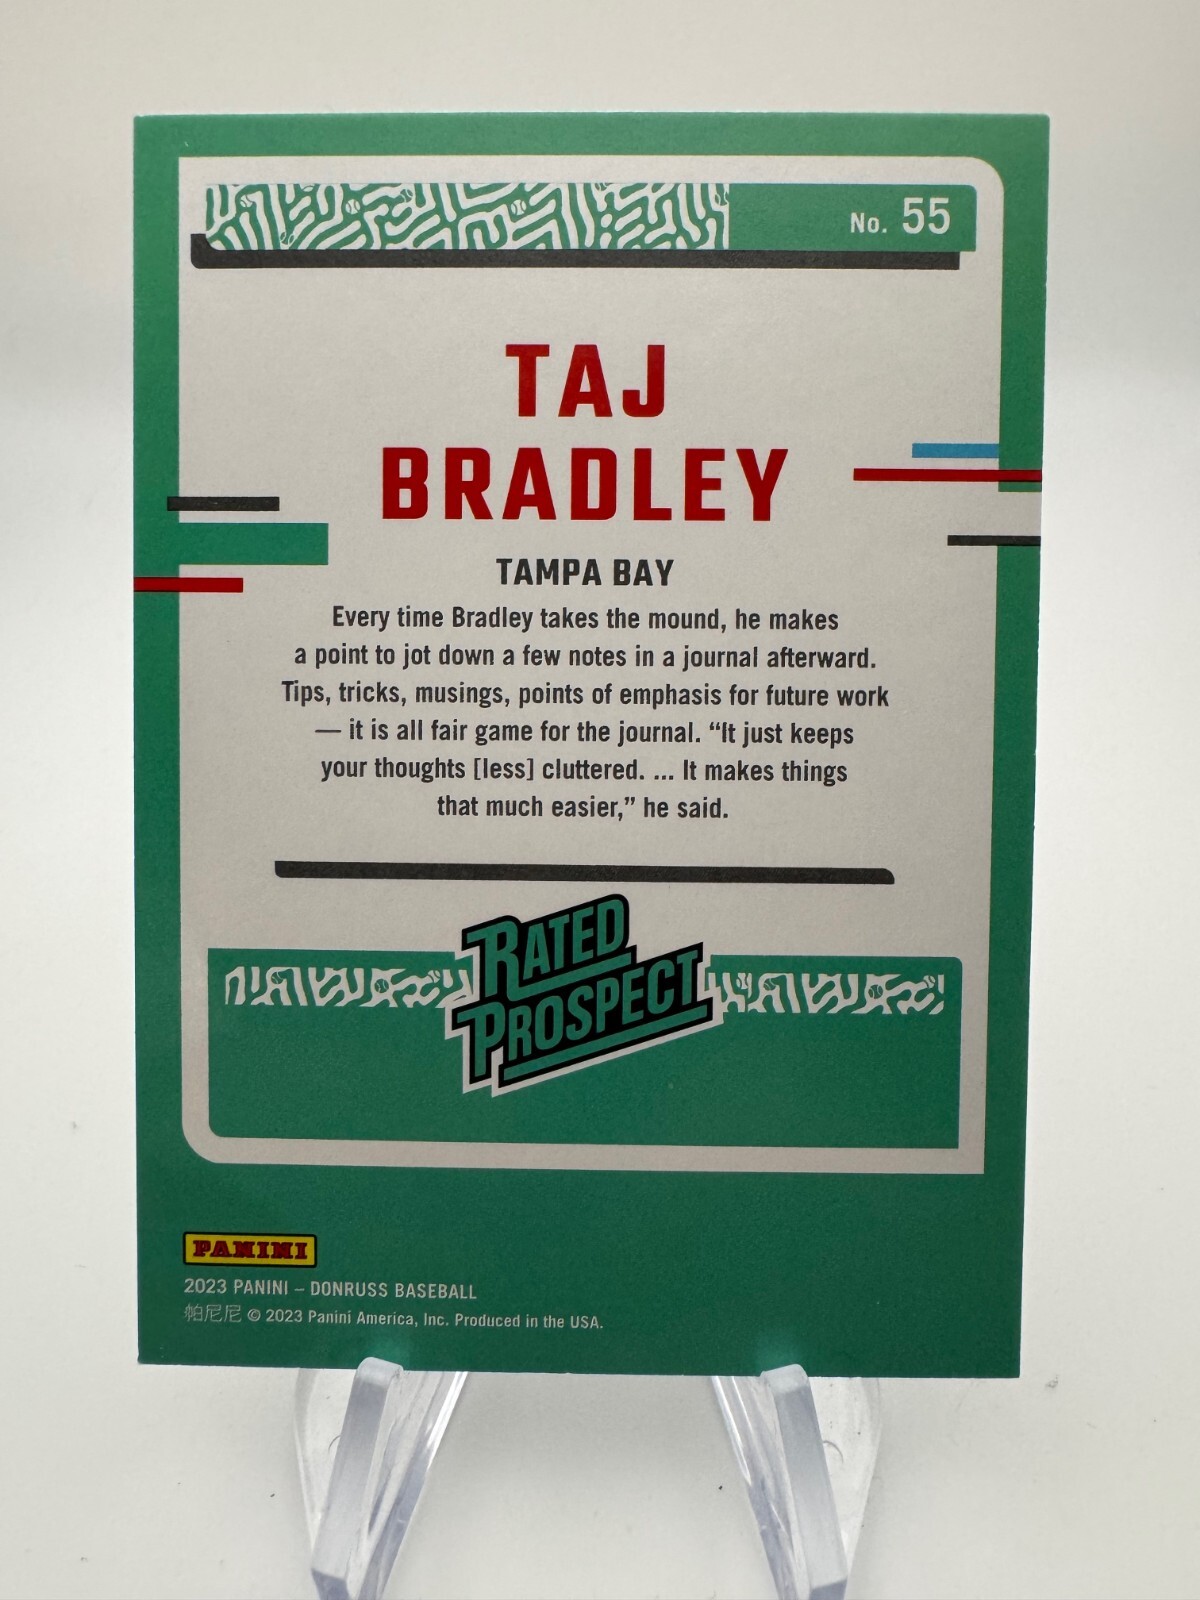 No. 55
TAJ
BRADLEY
TAMPA BAY
Every time Bradley takes the mound, he makes
a point to jot down a few notes in a journal afterward.
Tips, tricks, musings, points of emphasis for future work
— it is all fair game for the journal. “It just keeps
your thoughts [less] cluttered. ... It makes things
that much easier,” he said.
RATED
PROSPECT
PANINI
2023 PANINI – DONRUSS BASEBALL
帕尼尼 © 2023 Panini America, Inc. Produced in the USA.